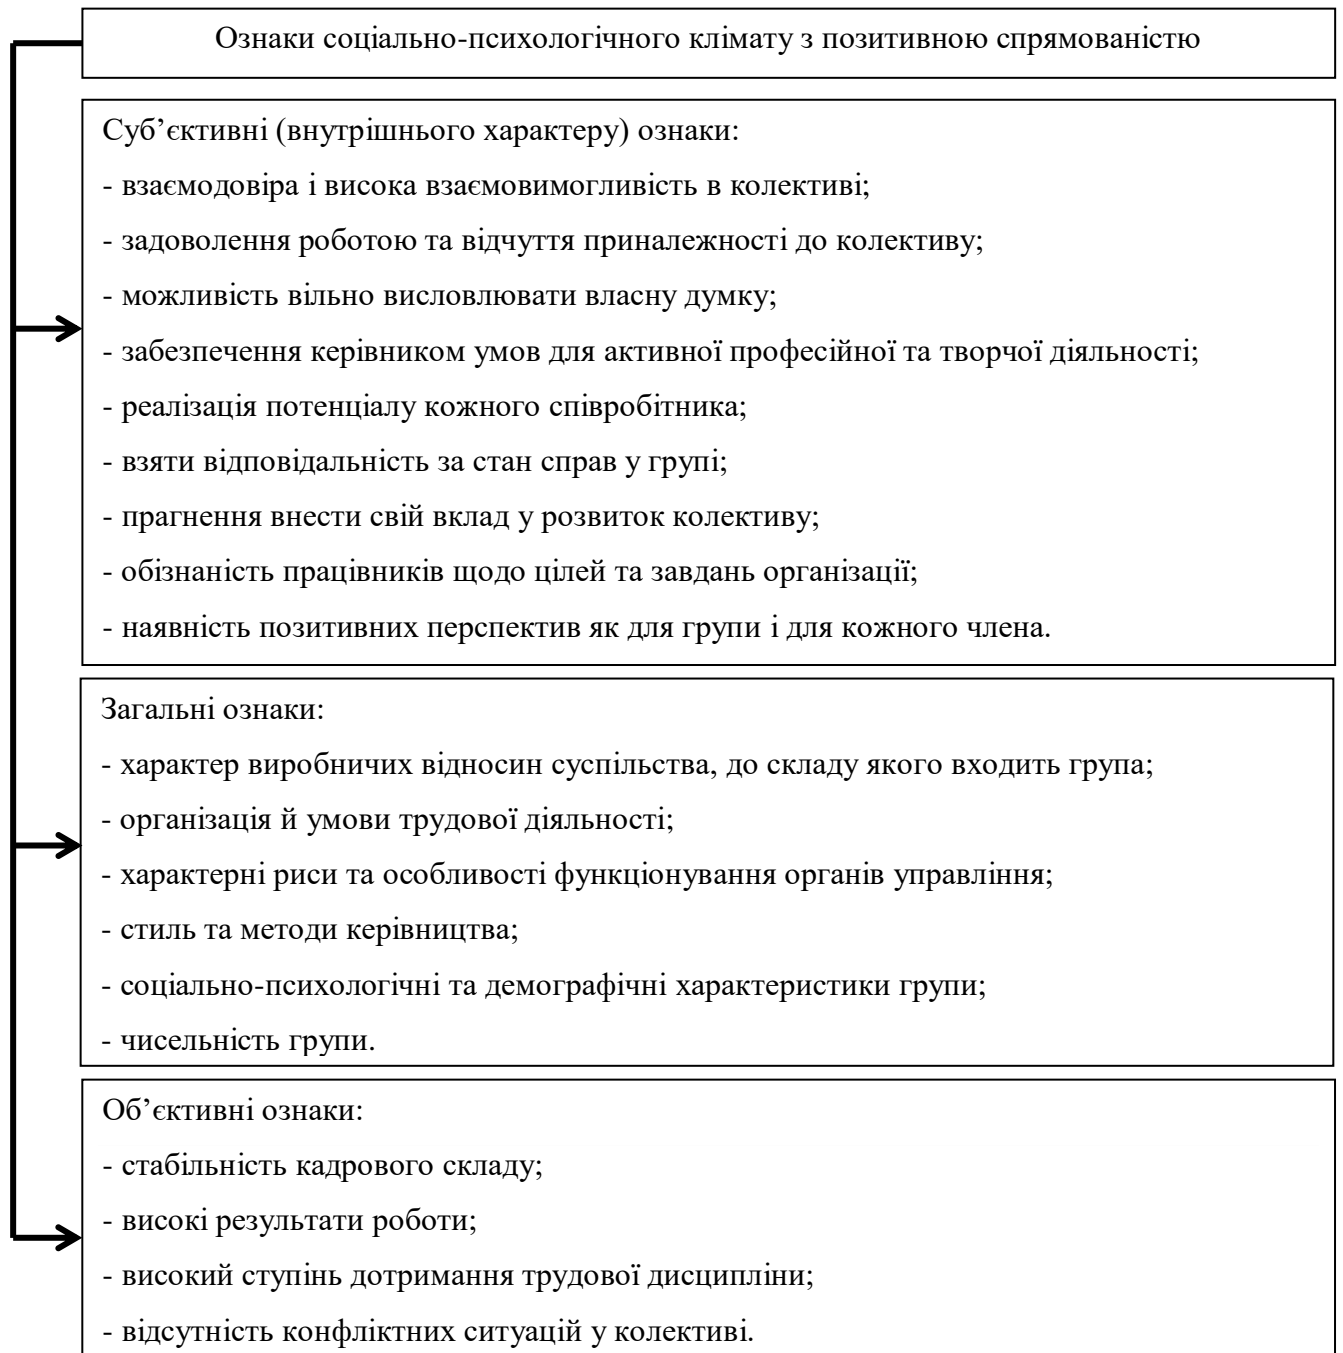 Ознаки соціально-психологічного клімату з позитивною спрямованістю
Суб’єктивні (внутрішнього характеру) ознаки:
- взаємодовіра і висока взаємовимогливість в колективі;
- задоволення роботою та відчуття приналежності до колективу;
- можливість вільно висловлювати власну думку;
- забезпечення керівником умов для активної професійної та творчої діяльності;
- реалізація потенціалу кожного співробітника;
- взяти відповідальність за стан справ у групі;
- прагнення внести свій вклад у розвиток колективу;
- обізнаність працівників щодо цілей та завдань організації;
- наявність позитивних перспектив як для групи і для кожного члена.
Загальні ознаки:
- характер виробничих відносин суспільства, до складу якого входить група;
- організація й умови трудової діяльності;
- характерні риси та особливості функціонування органів управління;
- стиль та методи керівництва;
- соціально-психологічні та демографічні характеристики групи;
- чисельність групи.
Об’єктивні ознаки:
- стабільність кадрового складу;
- високі результати роботи;
- високий ступінь дотримання трудової дисципліни;
- відсутність конфліктних ситуацій у колективі.